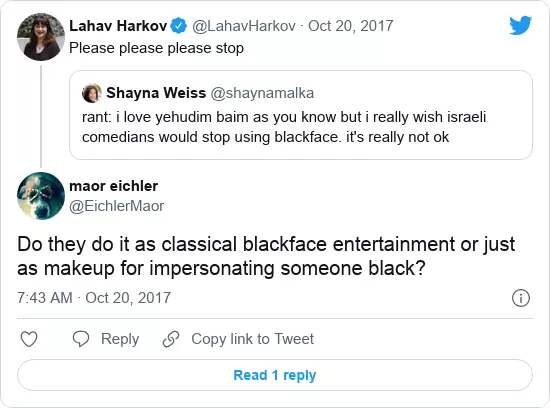 Lahav Harkov @LahavHarkov · Oct 20, 2017
Please please please stop
Shayna Weiss @shaynamalka
rant: i love yehudim baim as you know but i really wish israeli
comedians would stop using blackface. it's really not ok
maor eichler
@EichlerMaor
Do they do it as classical blackface entertainment or just
as makeup for impersonating someone black?
7:43 AM · Oct 20, 2017
Reply
Copy link to Tweet
Read 1 reply